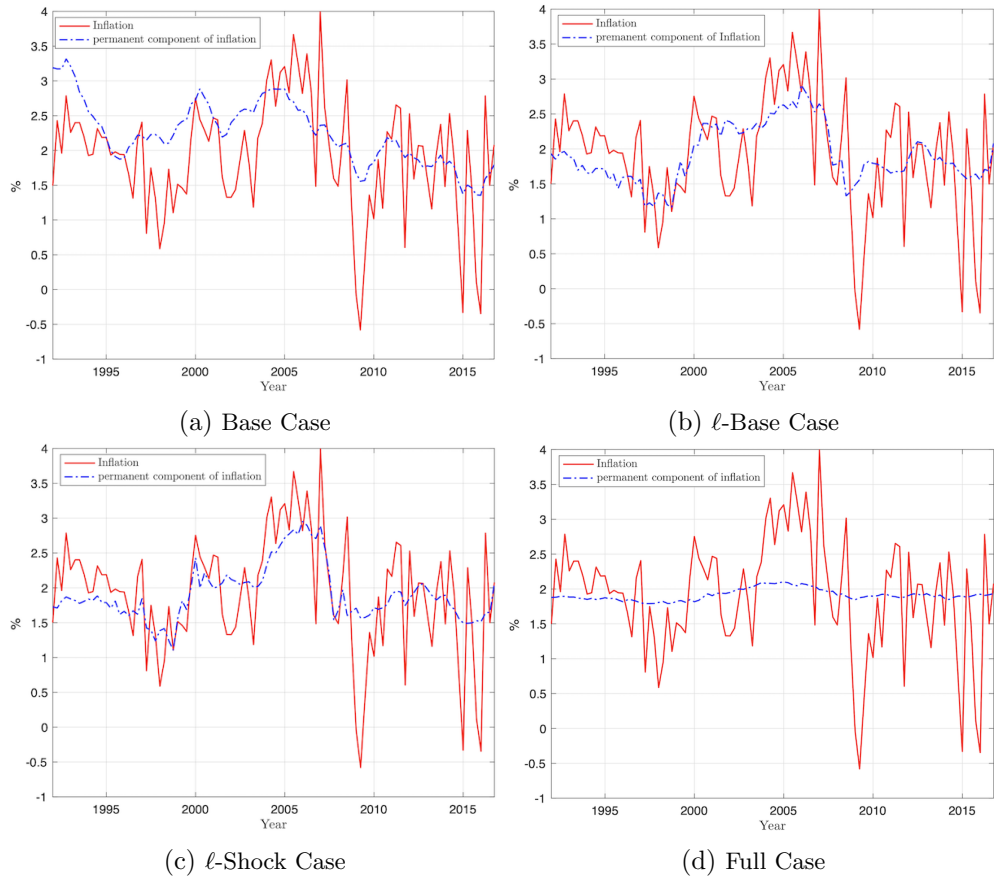 4
3.5
3
2.5
2
1.5
1
0.5
0
-0.5
-1
%
Inflation
permanent component of inflation
1995 2000 2005 2010 2015
Year
(a) Base Case
4
3.5
3
2.5
2
1.5
1
0.5
0
-0.5
-1
%
Inflation
premanent component of Inflation
1995 2000 2005 2010 2015
Year
(b) ℓ-Base Case
4
3.5
3
2.5
2
1.5
1
0.5
0
-0.5
-1
%
Inflation
permanent component of inflation
1995 2000 2005 2010 2015
Year
(c) ℓ-Shock Case
4
3.5
3
2.5
2
1.5
1
0.5
0
-0.5
-1
%
Inflation
permanent component of inflation
1995 2000 2005 2010 2015
Year
(d) Full Case